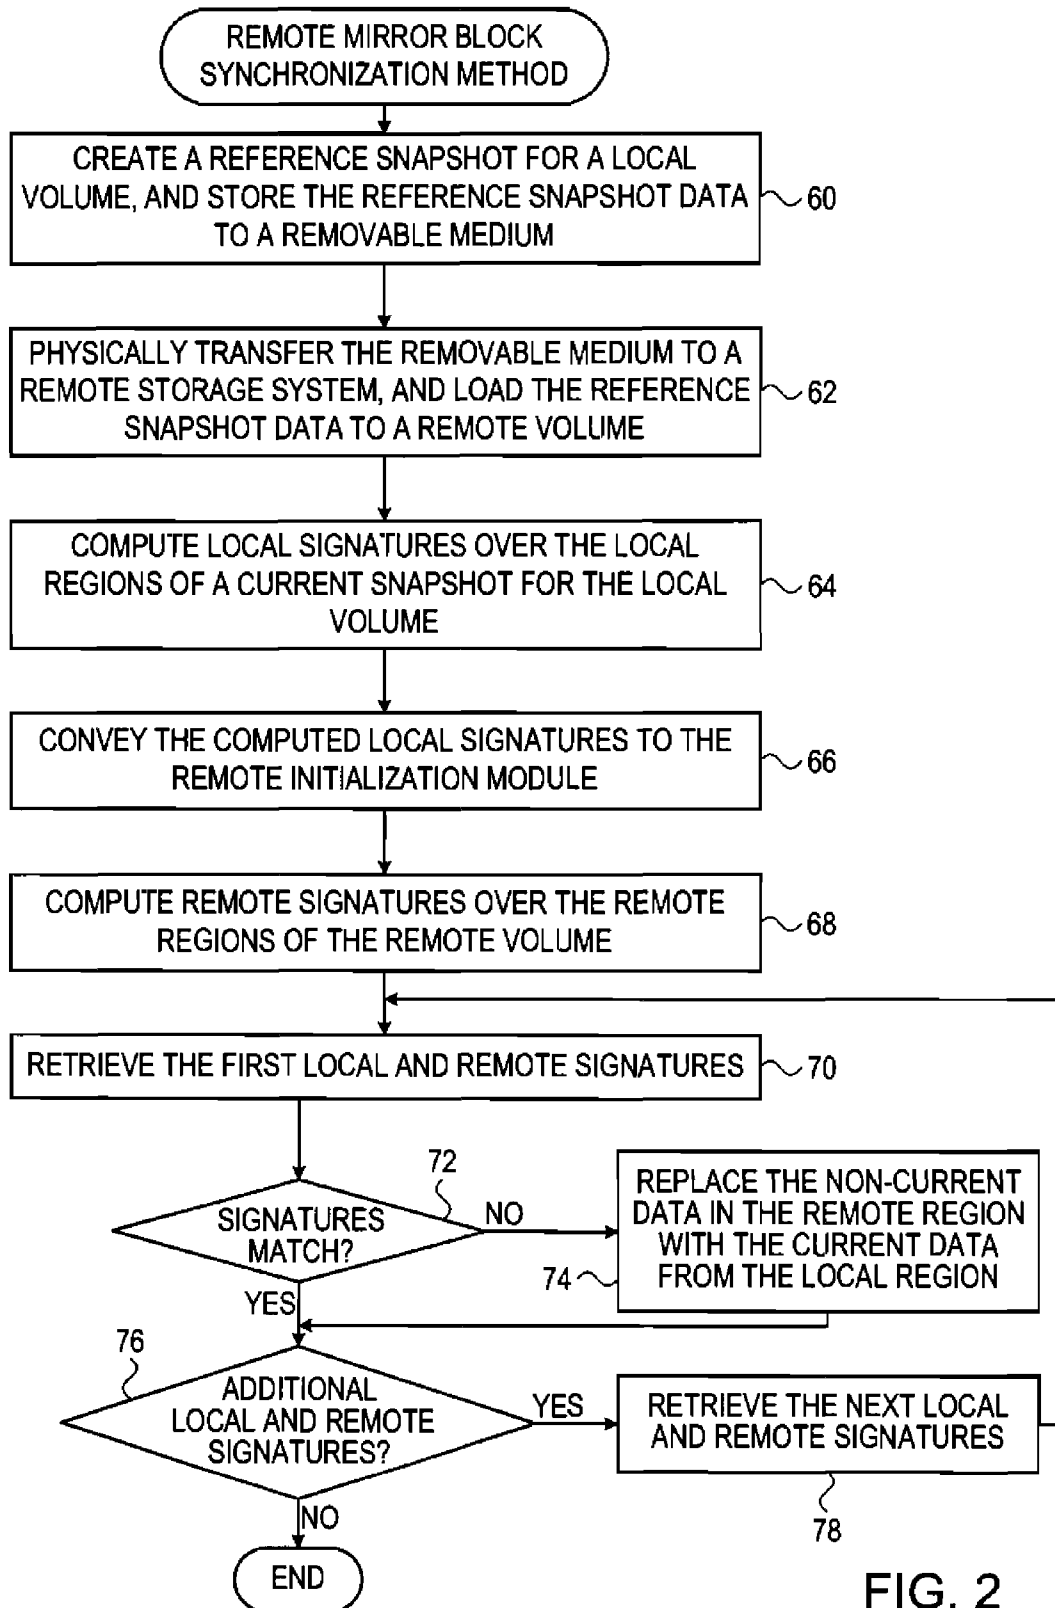 REMOTE MIRROR BLOCK
SYNCHRONIZATION METHOD
CREATE A REFERENCE SNAPSHOT FOR A LOCAL
VOLUME, AND STORE THE REFERENCE SNAPSHOT DATA
TO A REMOVABLE MEDIUM
60
PHYSICALLY TRANSFER THE REMOVABLE MEDIUM TO A
REMOTE STORAGE SYSTEM, AND LOAD THE REFERENCE
SNAPSHOT DATA TO A REMOTE VOLUME
62
COMPUTE LOCAL SIGNATURES OVER THE LOCAL
REGIONS OF A CURRENT SNAPSHOT FOR THE LOCAL
VOLUME
64
CONVEY THE COMPUTED LOCAL SIGNATURES TO THE
REMOTE INITIALIZATION MODULE
66
COMPUTE REMOTE SIGNATURES OVER THE REMOTE
REGIONS OF THE REMOTE VOLUME
68
RETRIEVE THE FIRST LOCAL AND REMOTE SIGNATURES
70
72
SIGNATURES
MATCH?
NO
YES
REPLACE THE NON-CURRENT
DATA IN THE REMOTE REGION
WITH THE CURRENT DATA
FROM THE LOCAL REGION
74
76
ADDITIONAL
LOCAL AND REMOTE
SIGNATURES?
YES
NO
RETRIEVE THE NEXT LOCAL
AND REMOTE SIGNATURES
78
END
FIG. 2